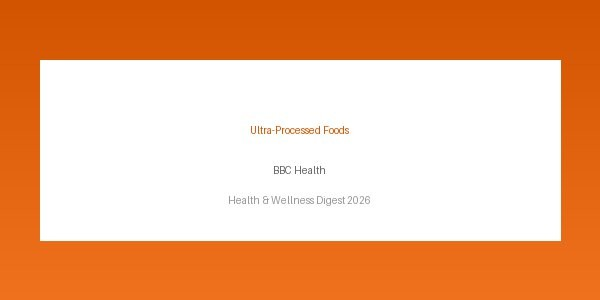 Ultra-Processed Foods
BBC Health
Health & Wellness Digest 2026